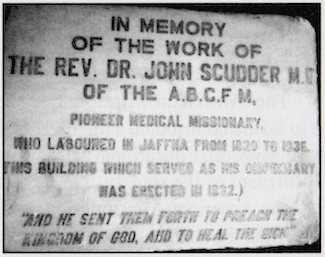 IN MEMORY
OF THE WORK OF
THE REV. DR. JOHN SCUDDER M.D
OF THE A.B.C.F M,
PIONEER MEDICAL MISSIONARY,
WHO LABOURED IN JAFFNA FROM 1820 TO 1836.
(THIS BUILDING WHICH SERVED AS HIS DISPENSARY
WAS ERECTED IN 1832.)
"AND HE SENT THEM FORTH TO PREACH THE
KINGDOM OF GOD, AND TO HEAL THE SICK"